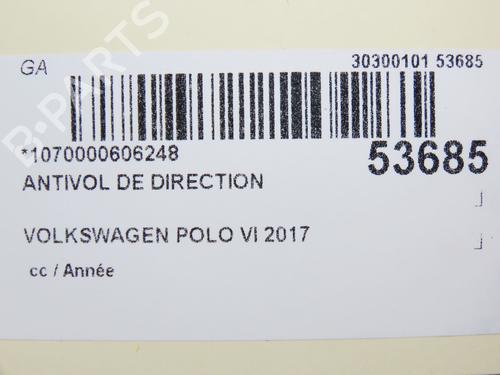 GA
30300101 53685
*1070000606248
53685
ANTIVOL DE DIRECTION
VOLKSWAGEN POLO VI 2017
cc / Année
B-PARTS